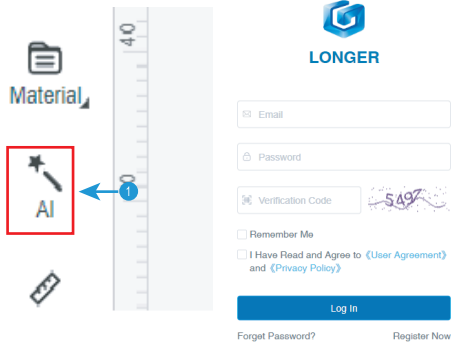 Material
AI
40
0
1
LONGER
Email
Password
Verification Code
5497
Remember Me
I Have Read and Agree to 《User Agreement》
and 《Privacy Policy》
Log In
Forget Password?
Register Now